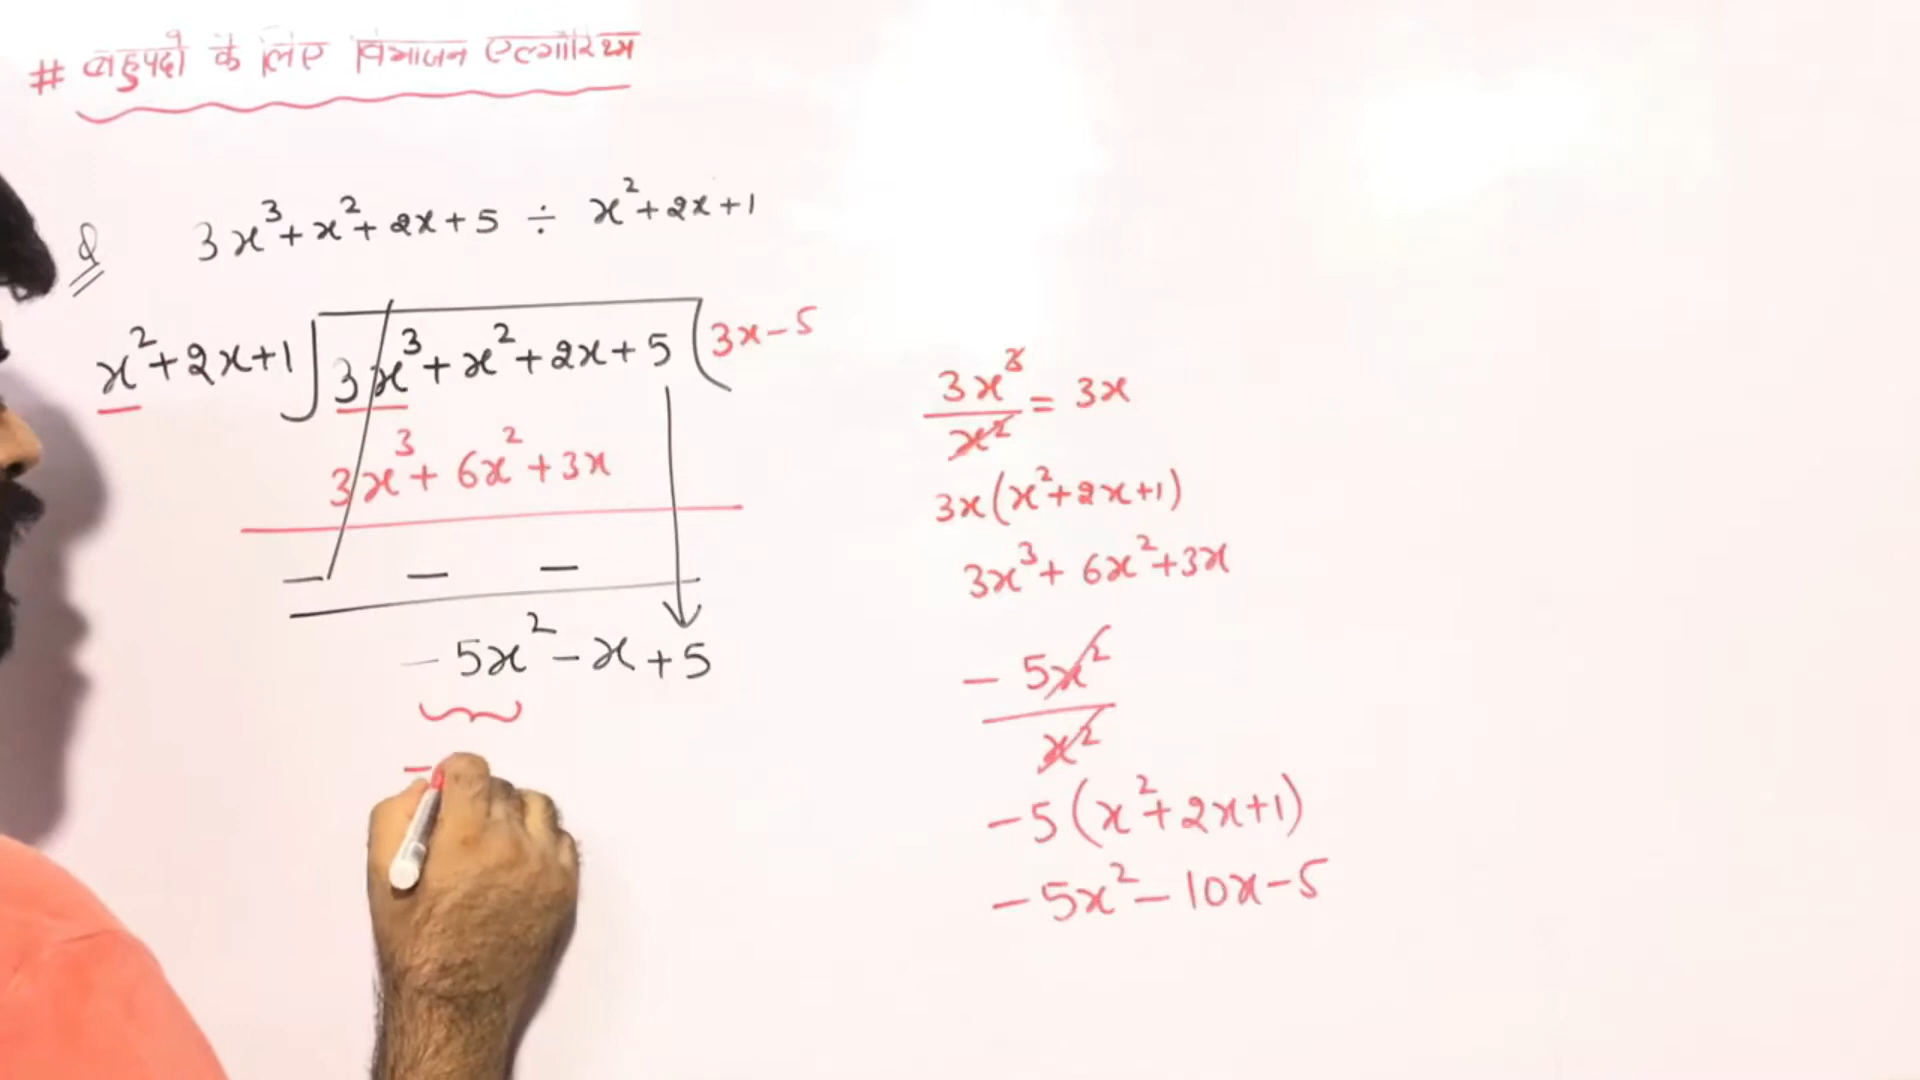 # बहुपदों के लिए विभाजन एल्गोरिथ्म
Q 3x³+x²+2x+5 ÷ x²+2x+1
x²+2x+1 3x³+x²+2x+5 3x-5
3x³+6x²+3x
- - -
-5x²-x+5
-
3x³/x² = 3x
3x(x²+2x+1)
3x³+6x²+3x
-5x²/x²
-5(x²+2x+1)
-5x²-10x-5